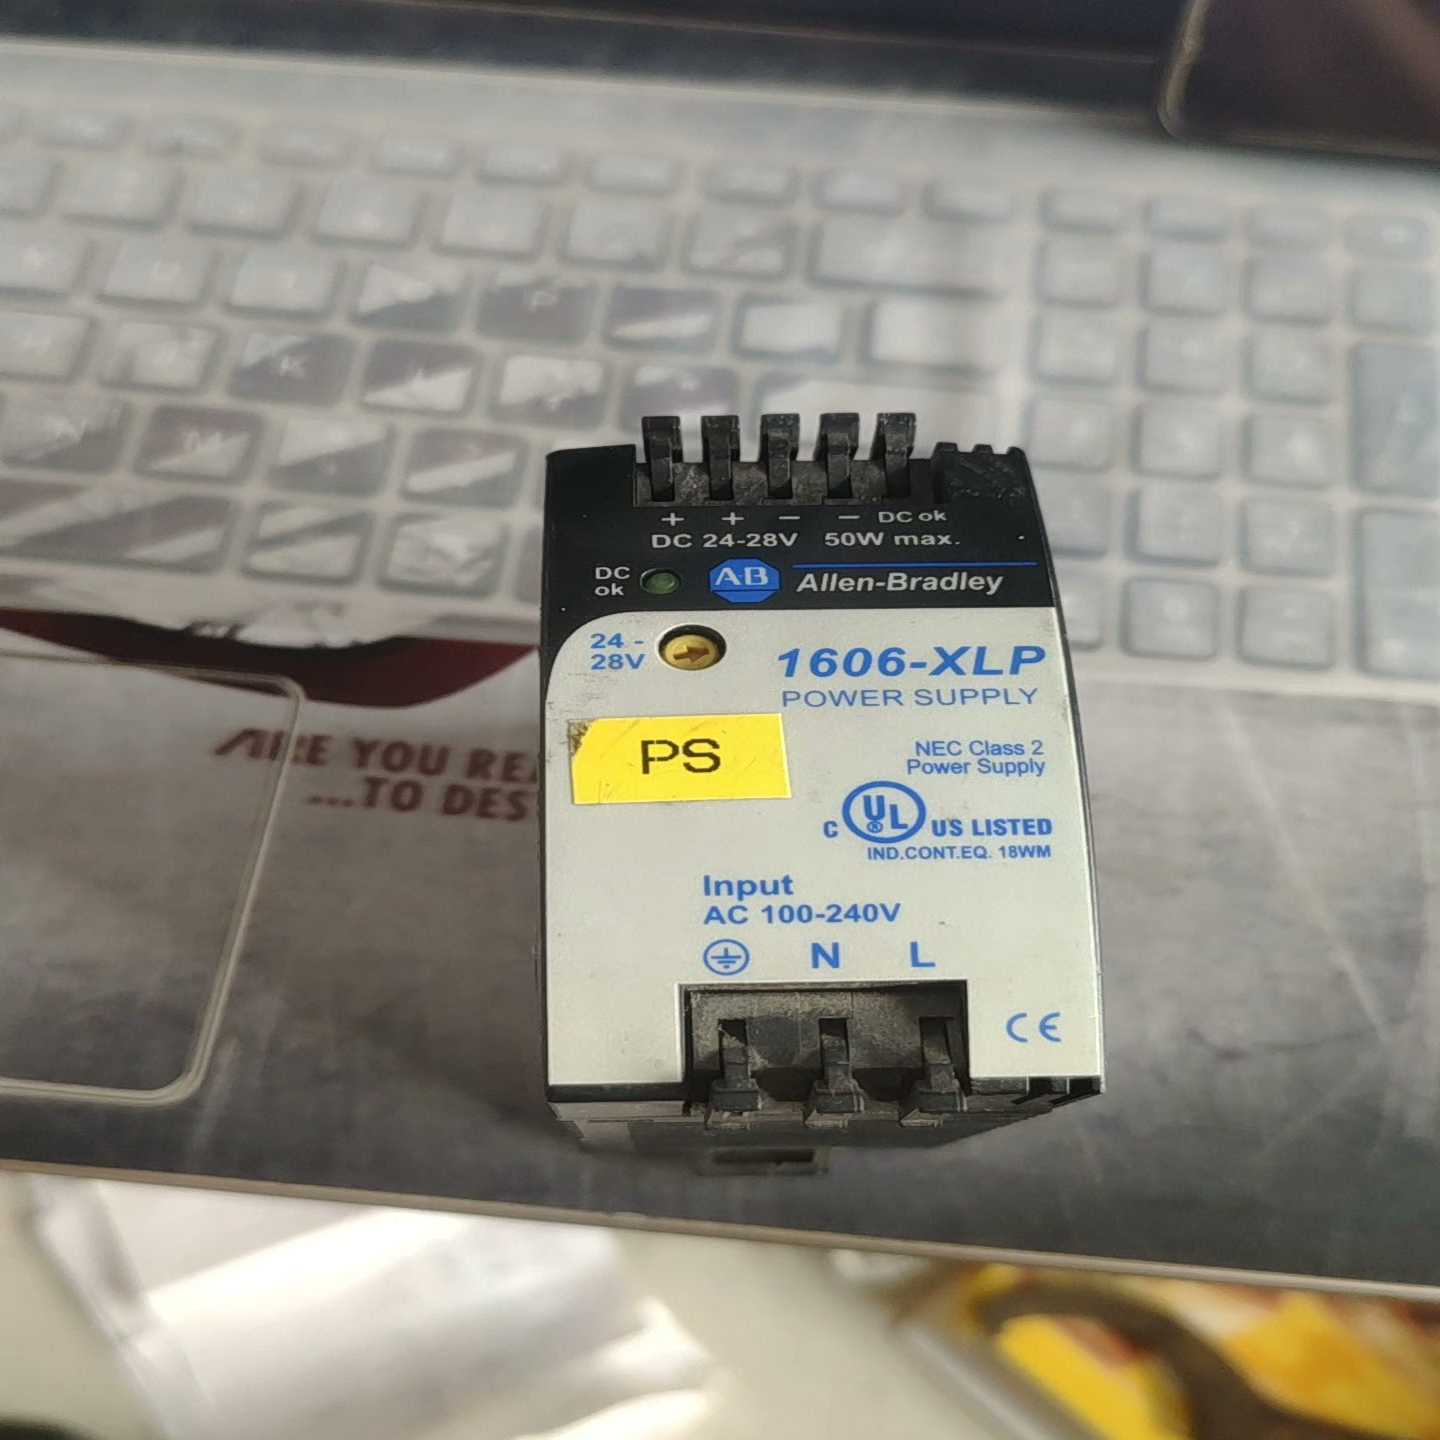 + + − − DC ok
DC 24-28V 50W max.
DC
ok
AB Allen-Bradley
24 -
28V
1606-XLP
POWER SUPPLY
PS
NEC Class 2
Power Supply
C UL ® US LISTED
IND.CONT.EQ. 18WM
Input
AC 100-240V
N L
CE
ARE YOU
...TO